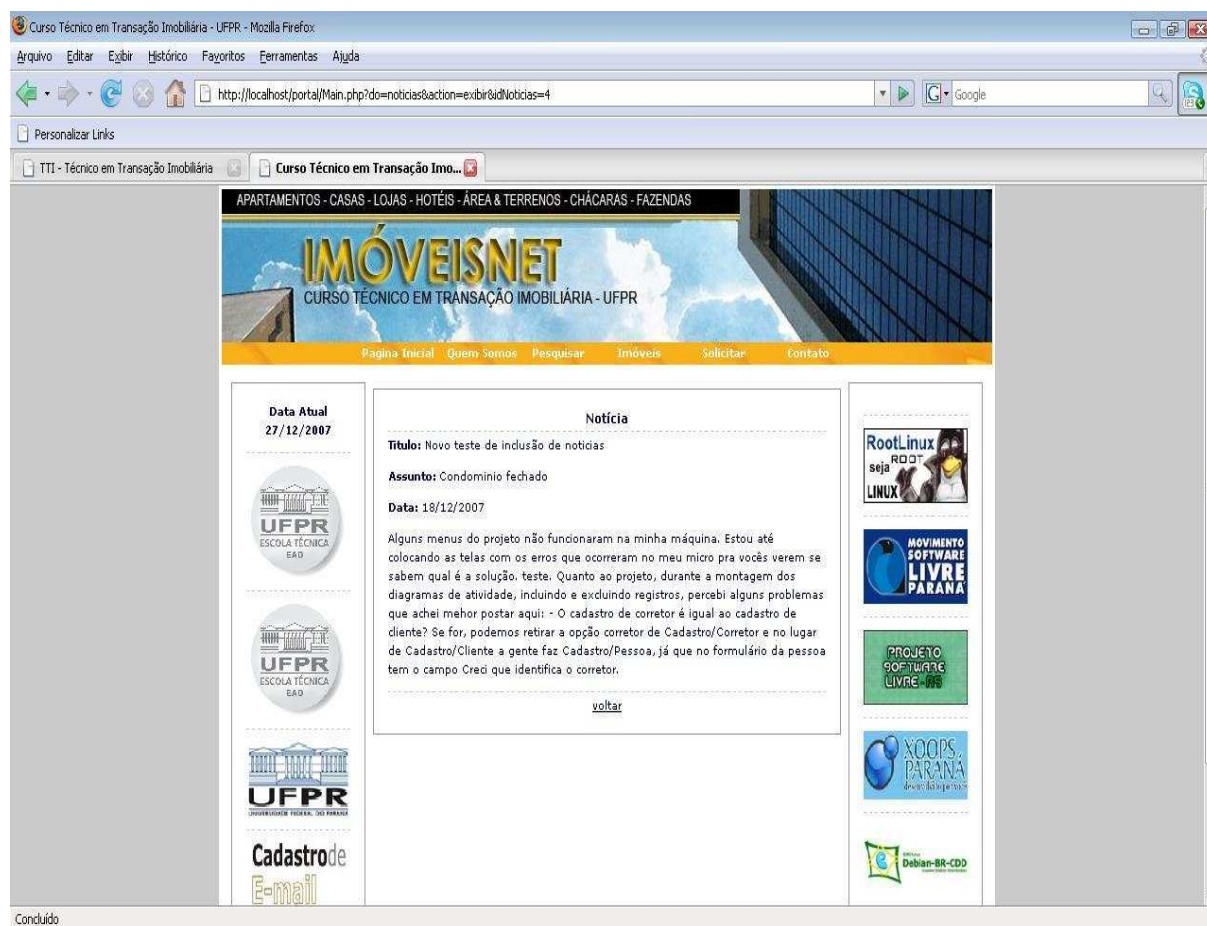 Curso Técnico em Transação Imobiliária - UFPR - Mozilla Firefox
Arquivo Editar Exibir Histórico Favoritos Ferramentas Ajuda
http://localhost/portal/Main.php?do=noticias&action=exibir&idNoticias=4
G Google
Personalizar Links
TTI - Técnico em Transação Imobiliária
Curso Técnico em Transação Imo...
APARTAMENTOS - CASAS - LOJAS - HOTÉIS - ÁREA & TERRENOS - CHÁCARAS - FAZENDAS
IMÓVEISNET
CURSO TÉCNICO EM TRANSAÇÃO IMOBILIÁRIA - UFPR
Pagina Inicial Quem Somos Pesquisar Imóveis Solicitar Contato
Data Atual
27/12/2007
UFPR
ESCOLA TÉCNICA
EAD
UFPR
ESCOLA TÉCNICA
EAD
UFPR
UNIVERSIDADE FEDERAL DO PARANÁ
Cadastro de
E-mail
Notícia
Titulo: Novo teste de inclusão de noticias
Assunto: Condominio fechado
Data: 18/12/2007
Alguns menus do projeto não funcionaram na minha máquina. Estou até
colocando as telas com os erros que ocorreram no meu micro pra vocês verem se
sabem qual é a solução. teste. Quanto ao projeto, durante a montagem dos
diagramas de atividade, incluindo e excluindo registros, percebi alguns problemas
que achei mehor postar aqui: - O cadastro de corretor é igual ao cadastro de
cliente? Se for, podemos retirar a opção corretor de Cadastro/Corretor e no lugar
de Cadastro/Cliente a gente faz Cadastro/Pessoa, já que no formulário da pessoa
tem o campo Creci que identifica o corretor.
voltar
RootLinux
seja ROOT
LINUX
MOVIMENTO
SOFTWARE
LIVRE
PARANÁ
PROJETO
SOFTWARE
LIVRE-RS
XOOPS
PARANÁ
Debian-BR-CDD
Concluído